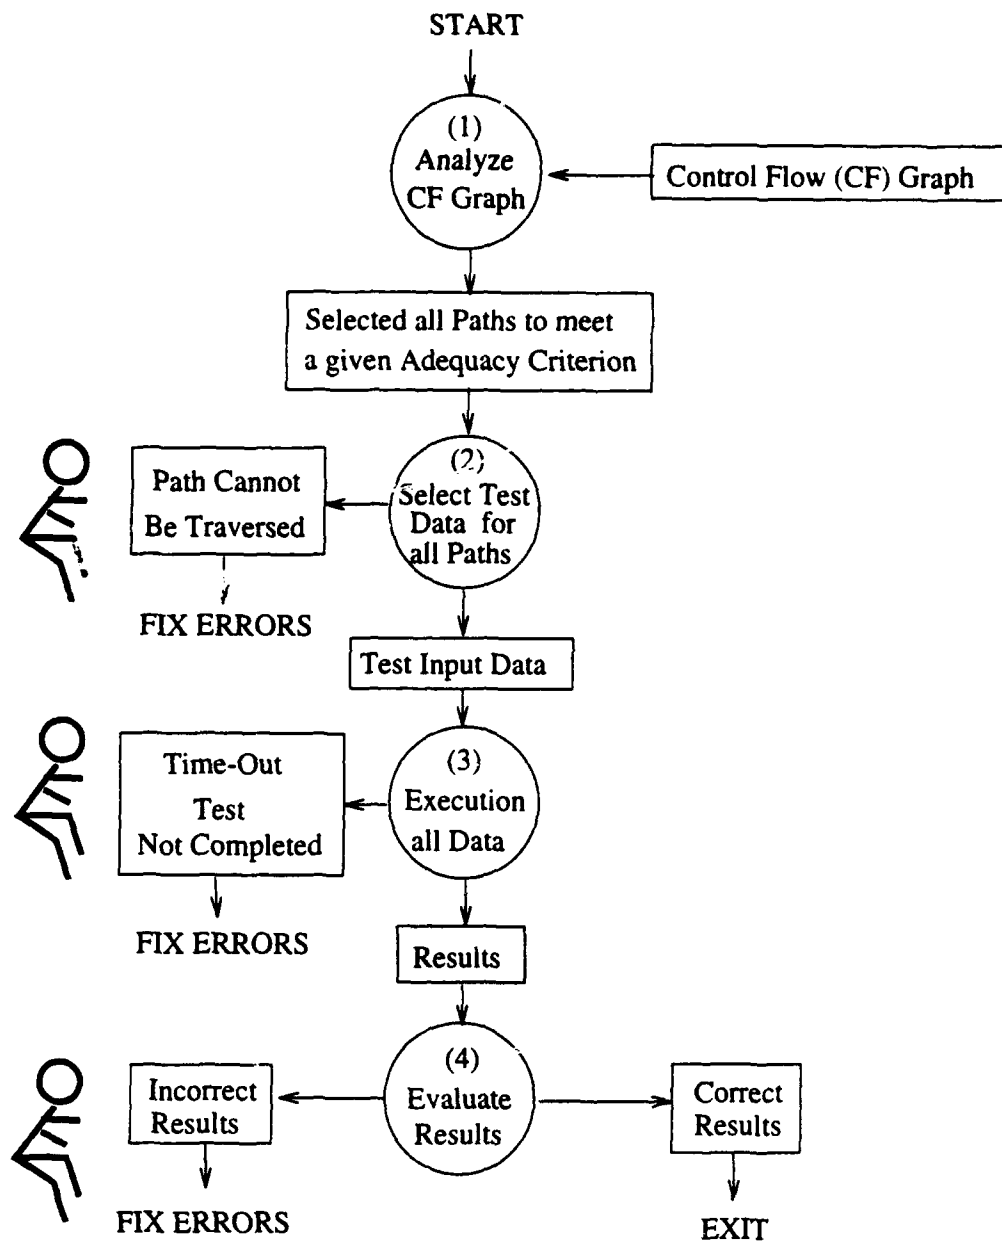 START
(1)
Analyze
CF Graph
Control Flow (CF) Graph
Selected all Paths to meet
a given Adequacy Criterion
(2)
Select Test
Data for
all Paths
Path Cannot
Be Traversed
FIX ERRORS
Test Input Data
(3)
Execution
all Data
Time-Out
Test
Not Completed
FIX ERRORS
Results
(4)
Evaluate
Results
Incorrect
Results
Correct
Results
FIX ERRORS
EXIT